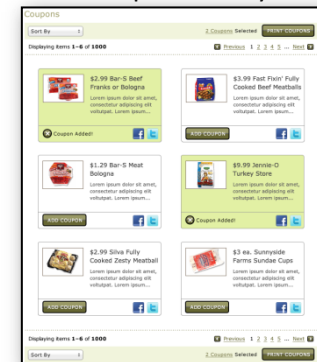 Coupons
Sort By
2 Coupons Selected PRINT COUPONS
Displaying items 1-6 of 1000
Previous 1 2 3 4 5 ... Next
$2.99 Bar-S Beef
Franks or Bologna
Lorem ipsum dolor sit amet,
consectetur adipiscing elit
volutpat. Lorem ipsum...
Coupon Added!
$3.99 Fast Fixin' Fully
Cooked Beef Meatballs
Lorem ipsum dolor sit amet,
consectetur adipiscing elit
volutpat. Lorem ipsum...
ADD COUPON
$1.29 Bar-S Meat
Bologna
Lorem ipsum dolor sit amet,
consectetur adipiscing elit
volutpat. Lorem ipsum...
ADD COUPON
$9.99 Jennie-O
Turkey Store
Lorem ipsum dolor sit amet,
consectetur adipiscing elit
volutpat. Lorem ipsum...
Coupon Added!
$2.99 Silva Fully
Cooked Zesty Meatball
Lorem ipsum dolor sit amet,
consectetur adipiscing elit
volutpat. Lorem ipsum...
ADD COUPON
$3 ea. Sunnyside
Farms Sundae Cups
Lorem ipsum dolor sit amet,
consectetur adipiscing elit
volutpat. Lorem ipsum...
ADD COUPON
Displaying items 1-6 of 1000
Previous 1 2 3 4 5 ... Next
Sort By
2 Coupons Selected PRINT COUPONS